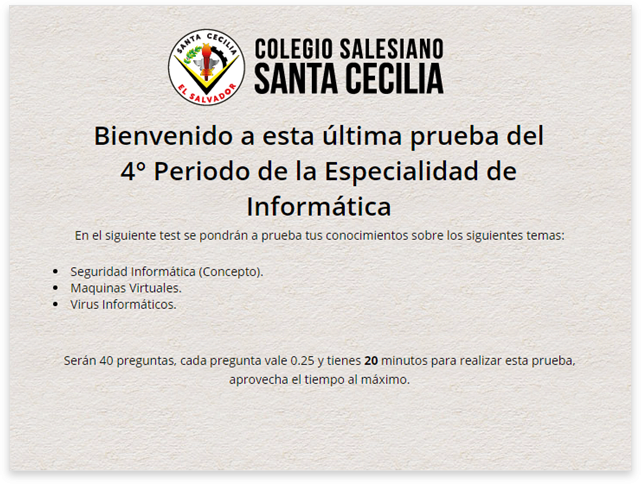 SANTA CECILIA
EL SALVADOR
COLEGIO SALESIANO
SANTA CECILIA
Bienvenido a esta última prueba del
4° Periodo de la Especialidad de
Informática
En el siguiente test se pondrán a prueba tus conocimientos sobre los siguientes temas:
• Seguridad Informática (Concepto).
• Maquinas Virtuales.
• Virus Informáticos.
Serán 40 preguntas, cada pregunta vale 0.25 y tienes 20 minutos para realizar esta prueba,
aprovecha el tiempo al máximo.